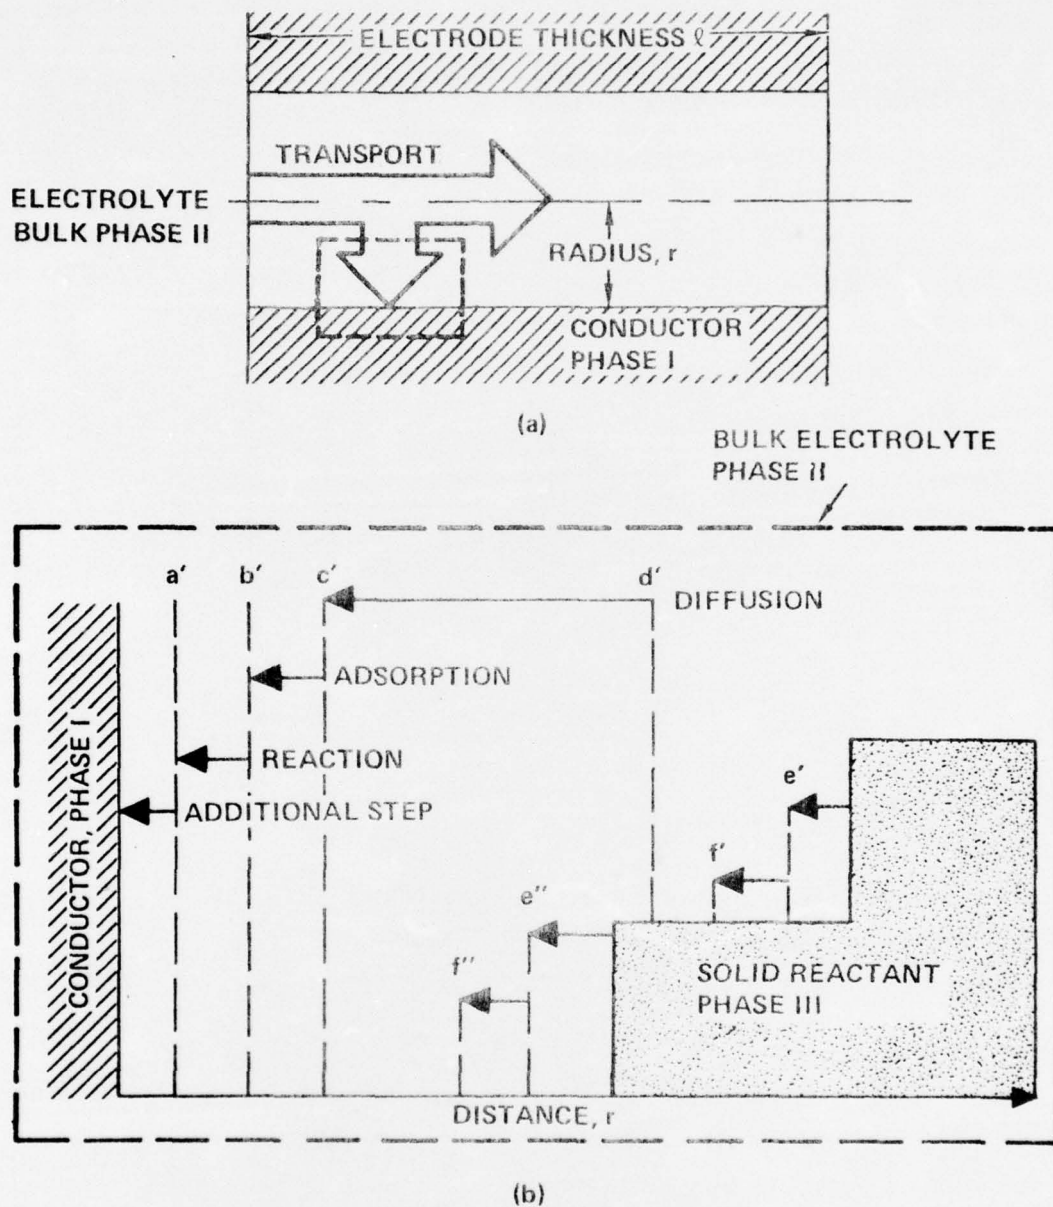 ELECTRODE THICKNESS ℓ
TRANSPORT
ELECTROLYTE
BULK PHASE II
RADIUS, r
CONDUCTOR
PHASE I
(a)
BULK ELECTROLYTE
PHASE II
a'
b'
c'
d'
DIFFUSION
ADSORPTION
REACTION
ADDITIONAL STEP
CONDUCTOR, PHASE I
e'
f'
e''
f''
SOLID REACTANT
PHASE III
DISTANCE, r
(b)